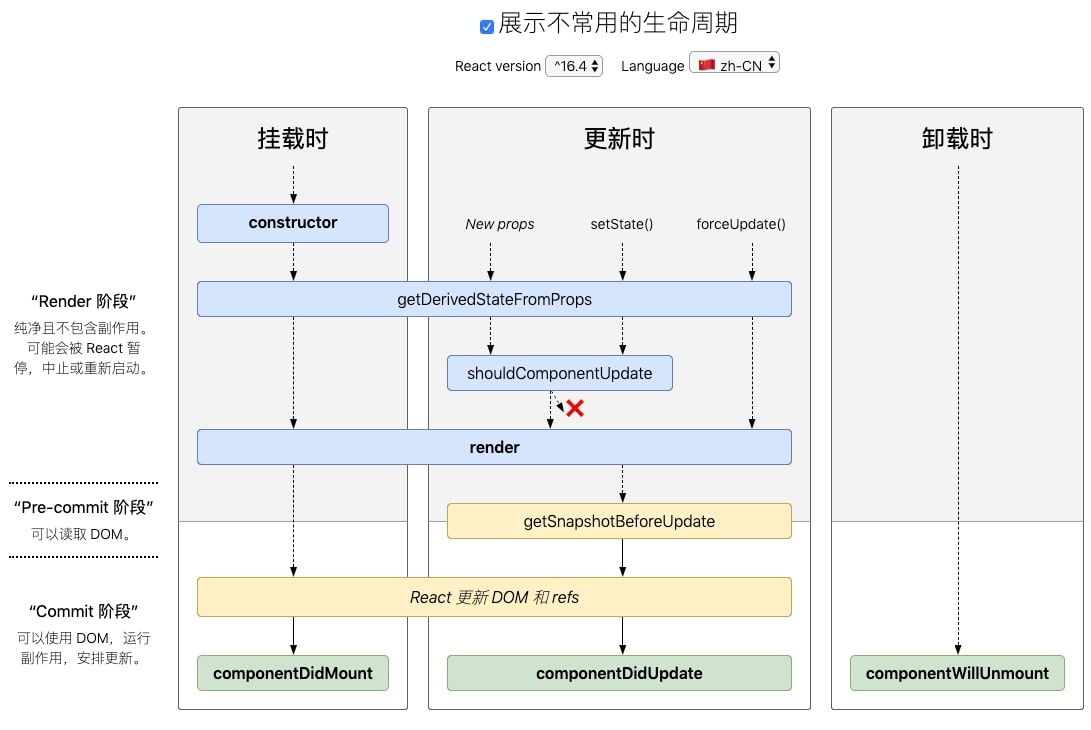 展示不常用的生命周期
React version ^16.4 Language zh-CN
挂载时
更新时
卸载时
constructor
New props
setState()
forceUpdate()
“Render 阶段”
纯净且不包含副作用。
可能会被 React 暂
停，中止或重新启动。
getDerivedStateFromProps
shouldComponentUpdate
render
“Pre-commit 阶段”
可以读取 DOM。
getSnapshotBeforeUpdate
“Commit 阶段”
可以使用 DOM，运行
副作用，安排更新。
React 更新 DOM 和 refs
componentDidMount
componentDidUpdate
componentWillUnmount